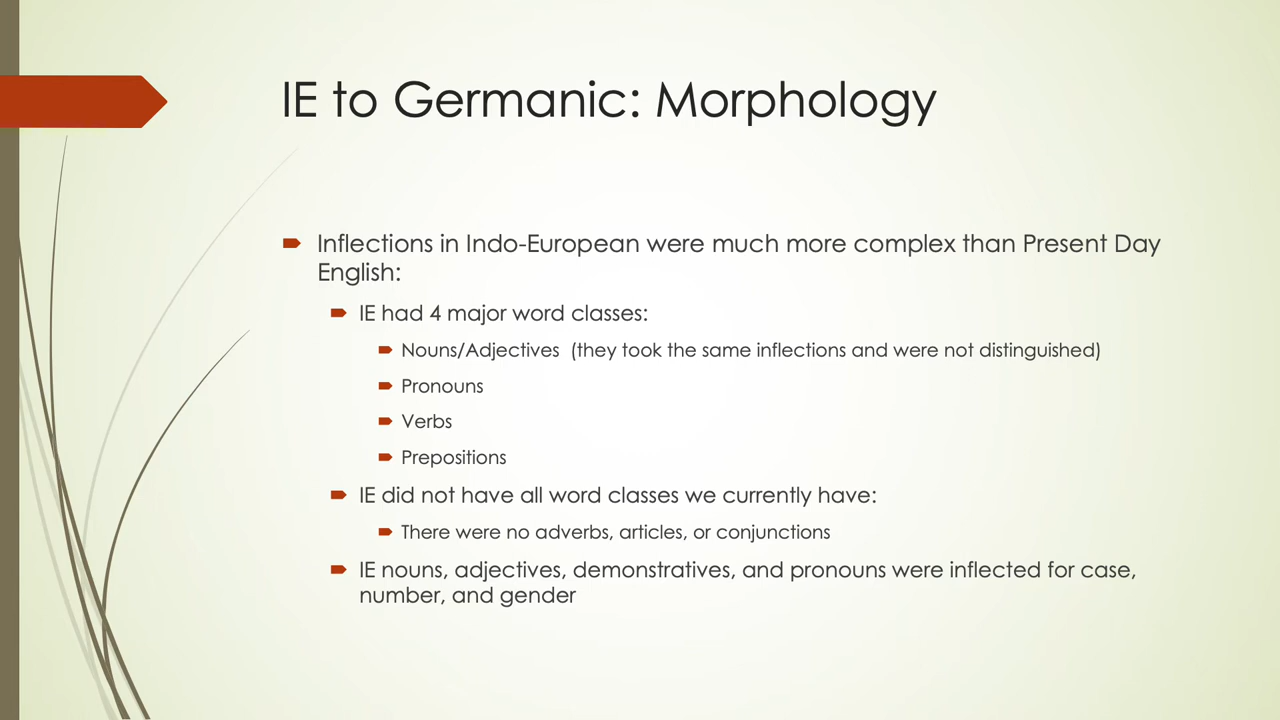 IE to Germanic: Morphology
Inflections in Indo-European were much more complex than Present Day
English:
IE had 4 major word classes:
Nouns/Adjectives (they took the same inflections and were not distinguished)
Pronouns
Verbs
Prepositions
IE did not have all word classes we currently have:
There were no adverbs, articles, or conjunctions
IE nouns, adjectives, demonstratives, and pronouns were inflected for case,
number, and gender